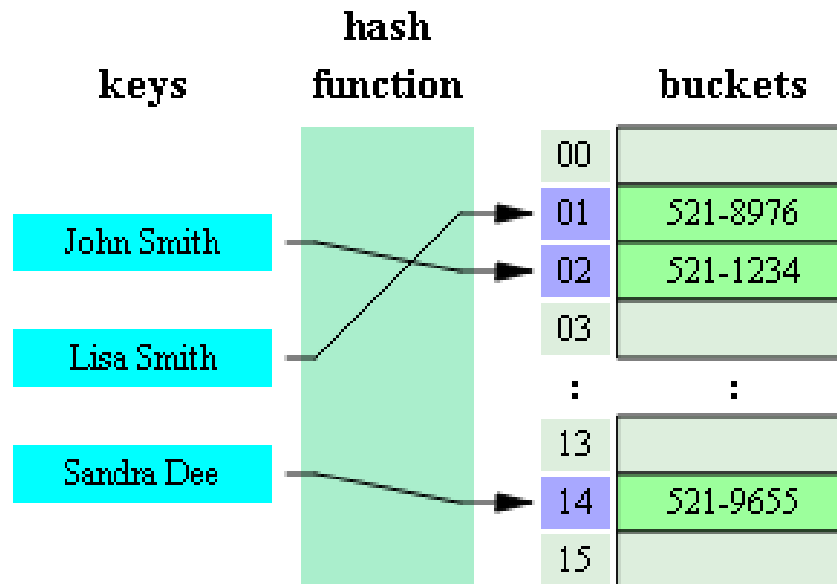 hash
keys function buckets
00
01 521-8976
John Smith
02 521-1234
03
Lisa Smith
: :
13
Sandra Dee
14 521-9655
15